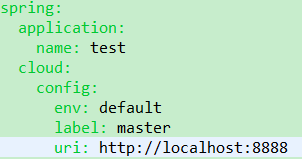 spring:
  application:
    name: test
  cloud:
    config:
      env: default
      label: master
      uri: http://localhost:8888